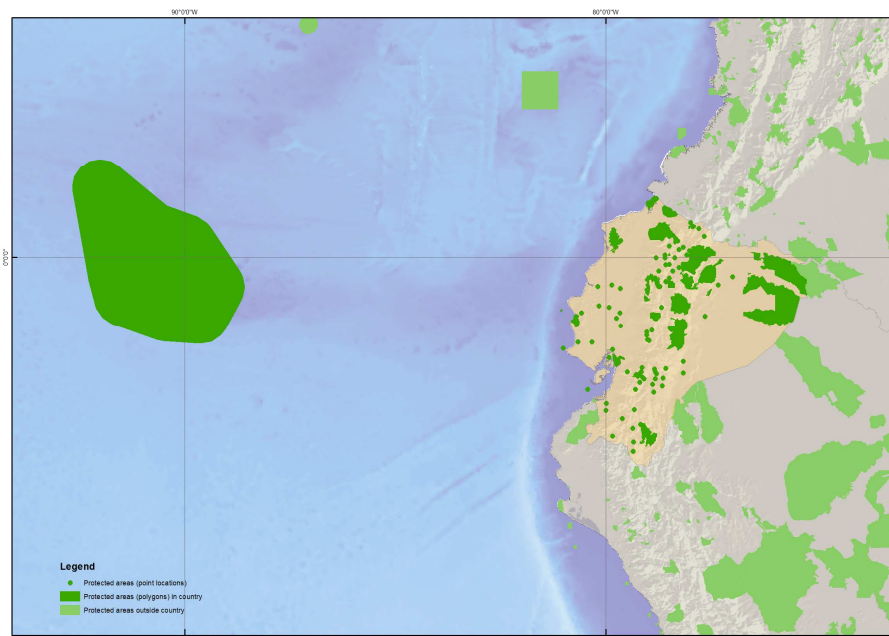 90°0'0"W
80°0'0"W
0°0'0"
Legend
Protected areas (point locations)
Protected areas (polygons) in country
Protected areas outside country